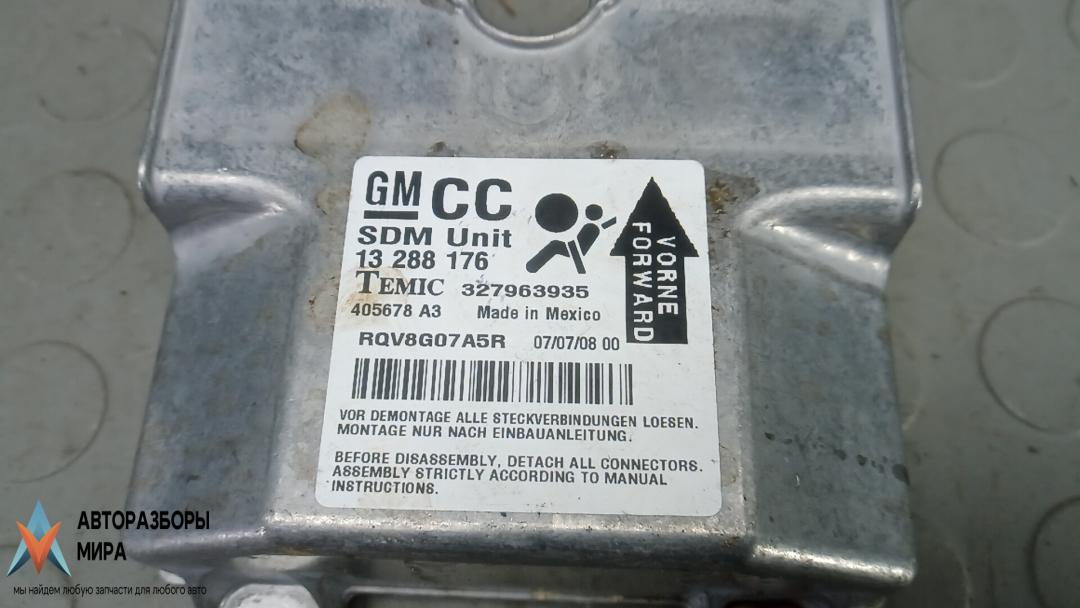 GM CC
SDM Unit
13 288 176
TEMIC 327963935
405678 A3 Made in Mexico
RQV8G07A5R 07/07/08 00
VORNE
FORWARD
VOR DEMONTAGE ALLE STECKVERBINDUNGEN LOESEN.
MONTAGE NUR NACH EINBAUANLEITUNG.
BEFORE DISASSEMBLY, DETACH ALL CONNECTORS.
ASSEMBLY STRICTLY ACCORDING TO MANUAL
INSTRUCTIONS.
АВТОРАЗБОРЫ
МИРА
мы найдем любую запчасти для любого авто